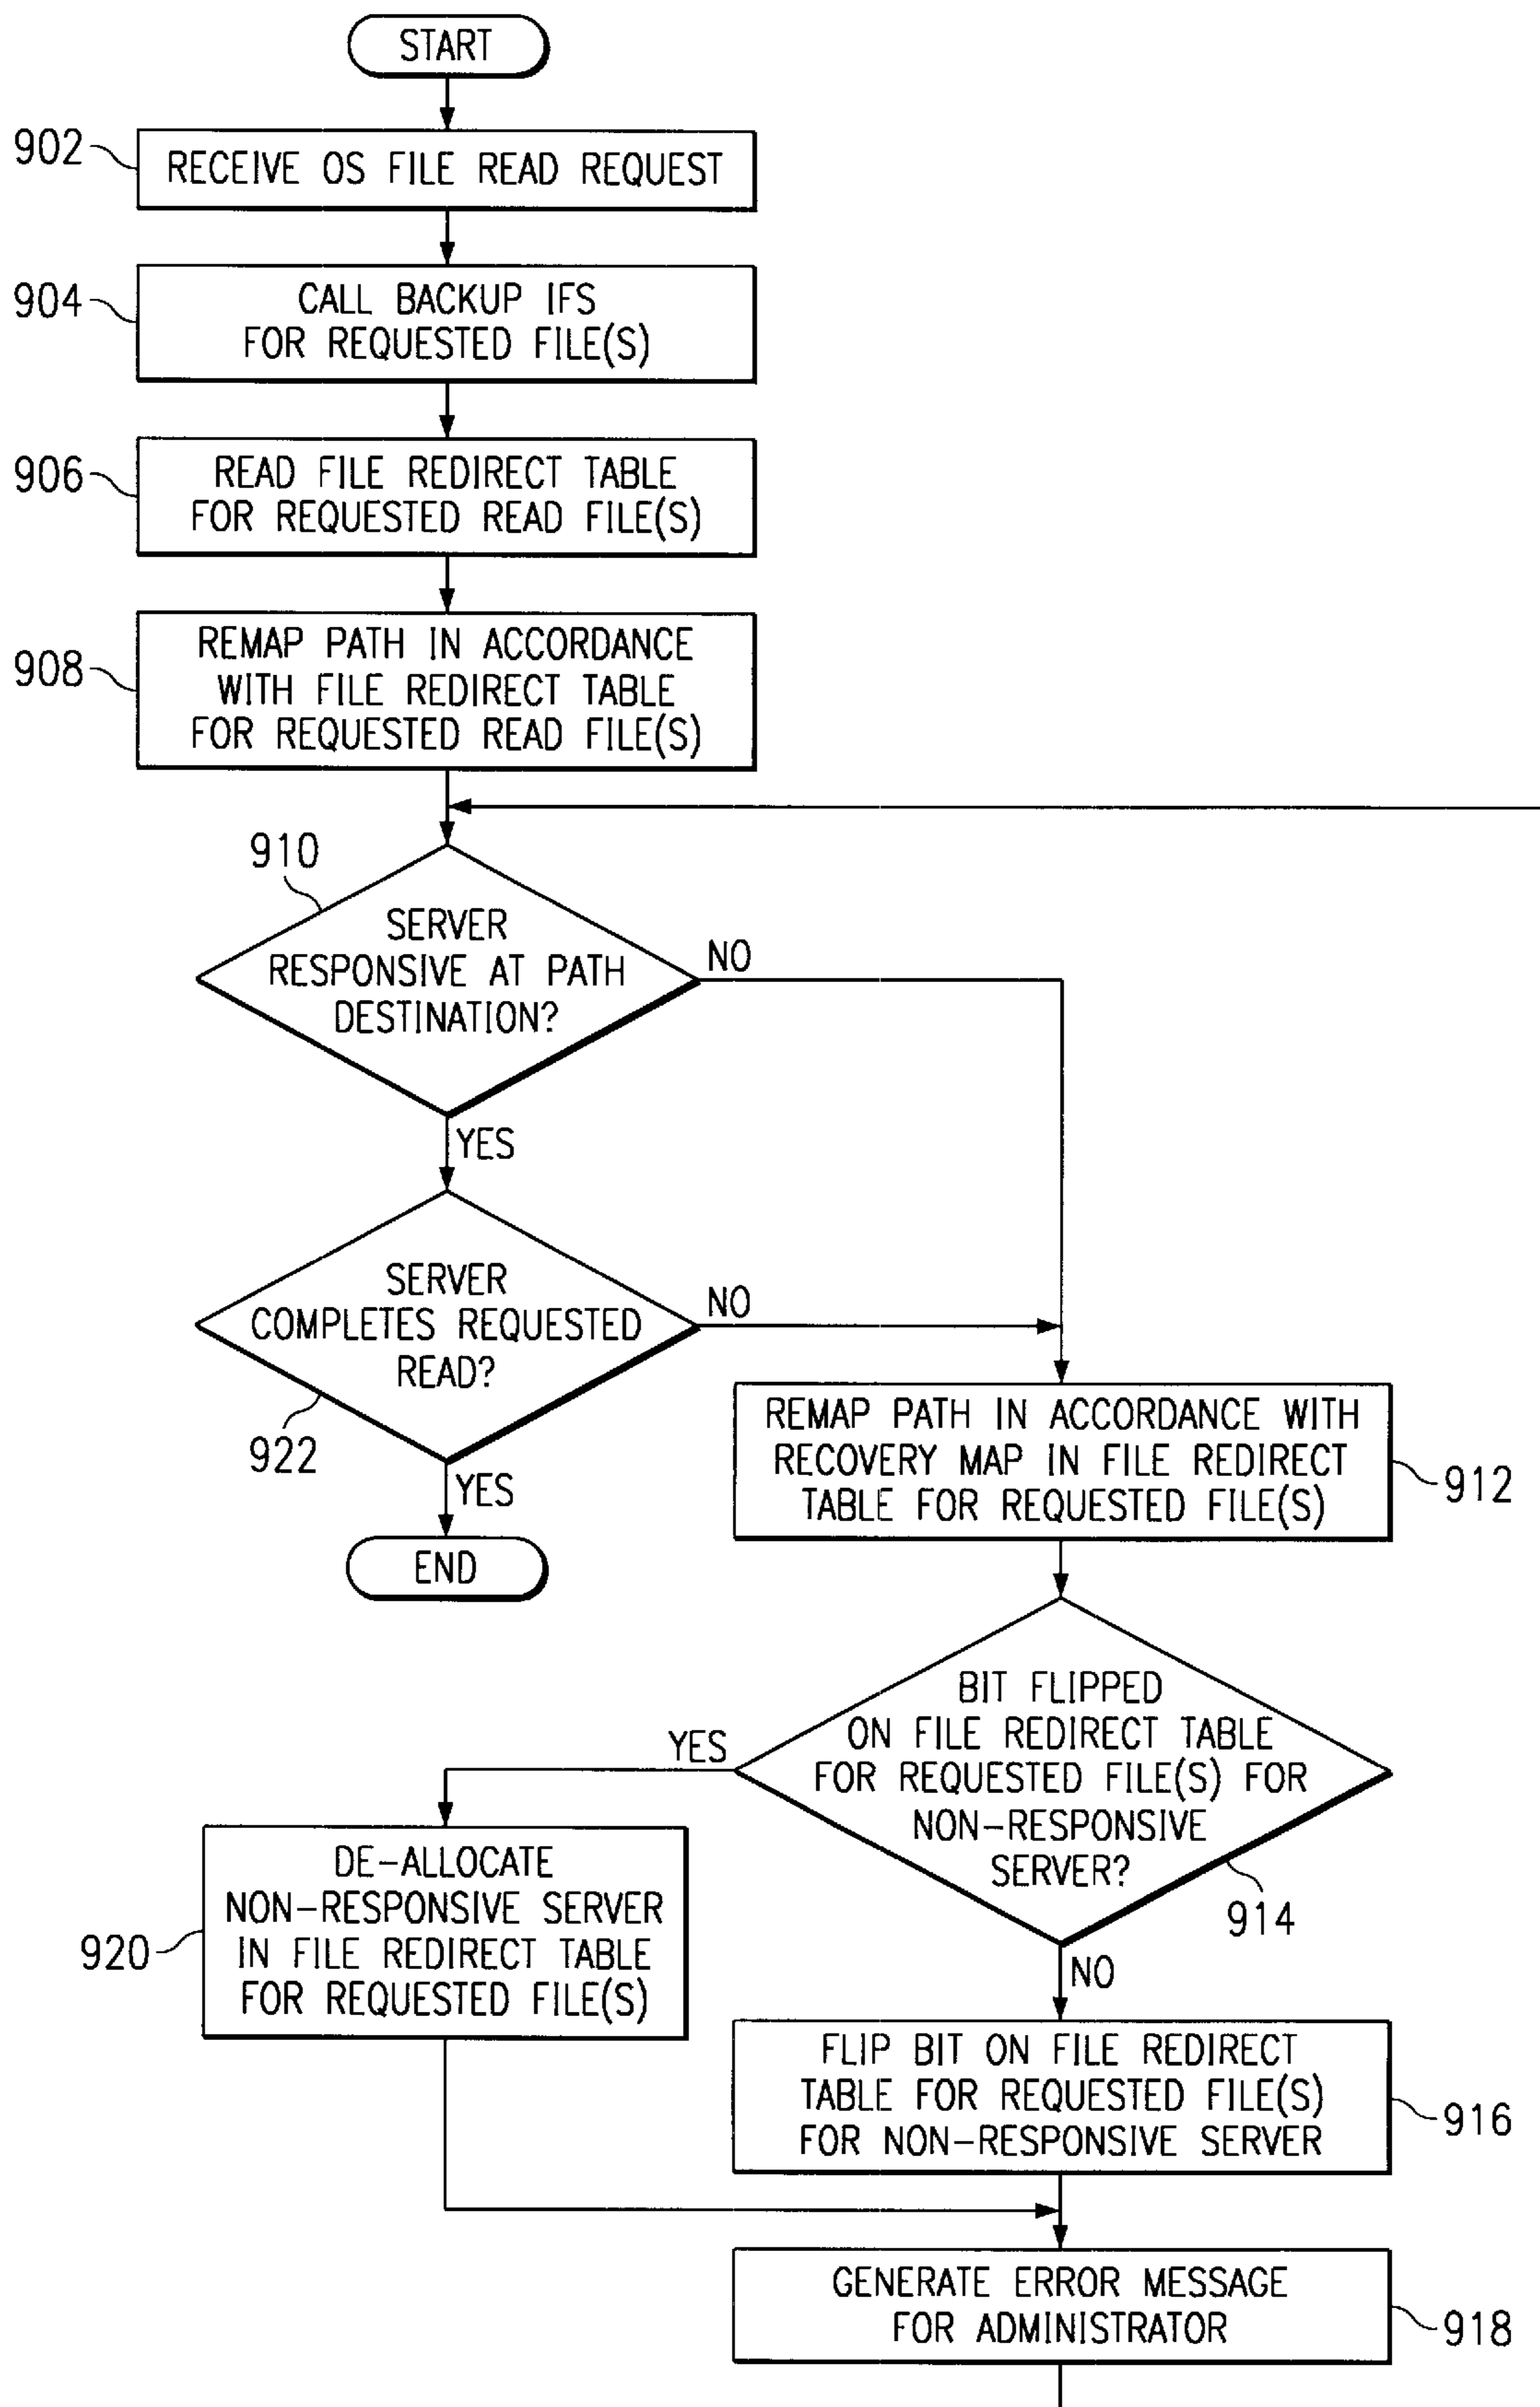 START
902
RECEIVE OS FILE READ REQUEST
904
CALL BACKUP IFS
FOR REQUESTED FILE(S)
906
READ FILE REDIRECT TABLE
FOR REQUESTED READ FILE(S)
908
REMAP PATH IN ACCORDANCE
WITH FILE REDIRECT TABLE
FOR REQUESTED READ FILE(S)
910
SERVER
RESPONSIVE AT PATH
DESTINATION?
NO
YES
SERVER
COMPLETES REQUESTED
READ?
NO
922
YES
END
REMAP PATH IN ACCORDANCE WITH
RECOVERY MAP IN FILE REDIRECT
TABLE FOR REQUESTED FILE(S)
912
BIT FLIPPED
ON FILE REDIRECT TABLE
FOR REQUESTED FILE(S) FOR
NON-RESPONSIVE
SERVER?
YES
914
NO
DE-ALLOCATE
NON-RESPONSIVE SERVER
IN FILE REDIRECT TABLE
FOR REQUESTED FILE(S)
920
FLIP BIT ON FILE REDIRECT
TABLE FOR REQUESTED FILE(S)
FOR NON-RESPONSIVE SERVER
916
GENERATE ERROR MESSAGE
FOR ADMINISTRATOR
918